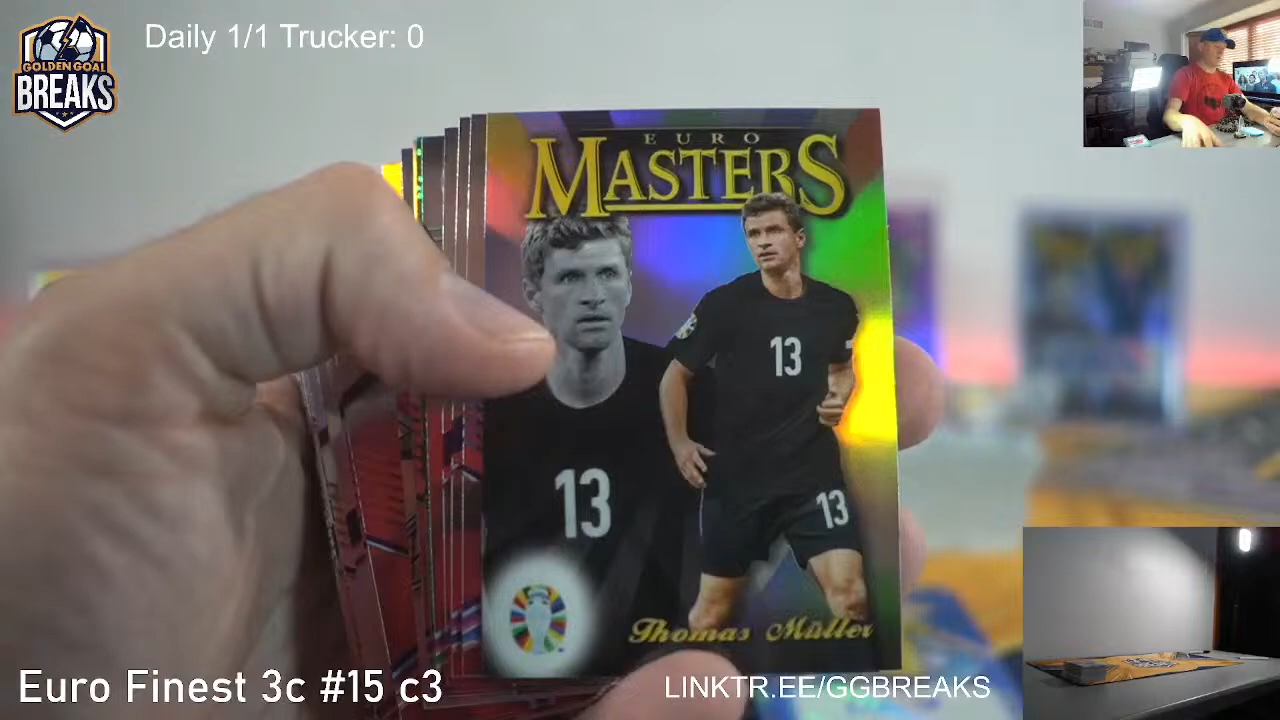 GOLDEN GOAL
BREAKS
Daily 1/1 Trucker: 0
EURO
MASTERS
13
13
13
Thomas Müller
Euro Finest 3c #15 c3
LINKTR.EE/GGBREAKS